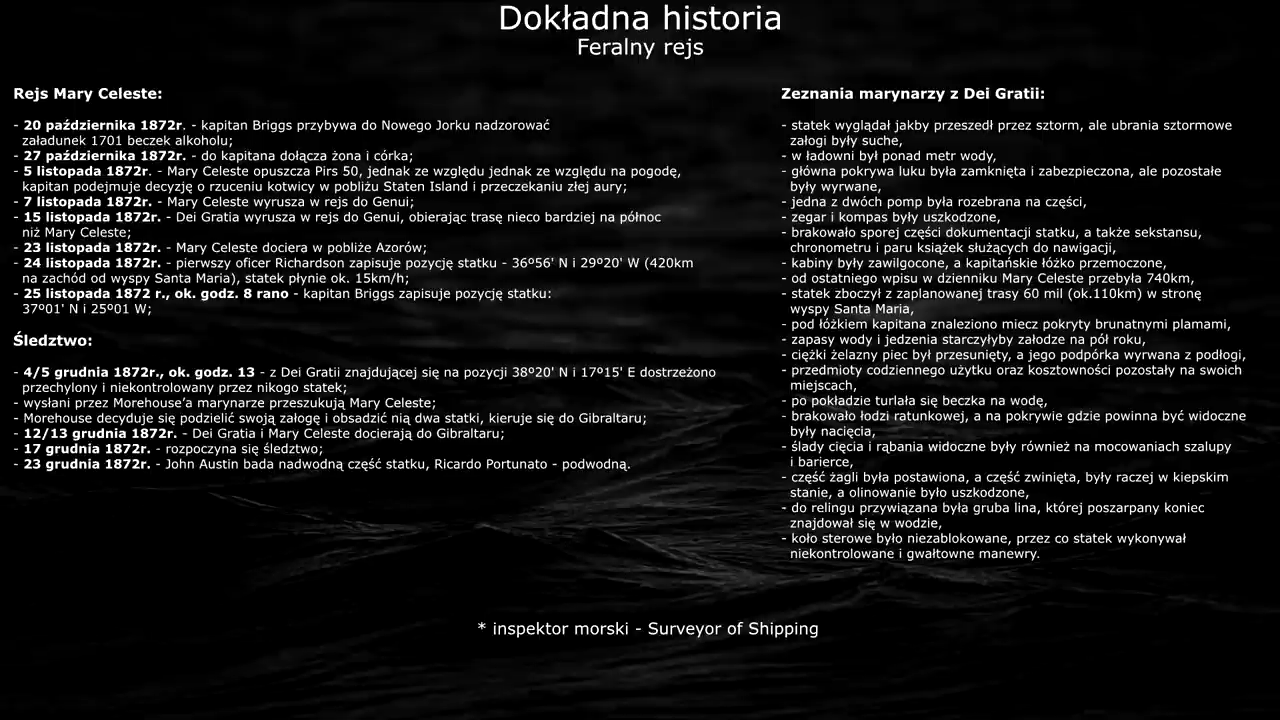 Dokładna historia
Feralny rejs
Rejs Mary Celeste:
- 20 października 1872r. - kapitan Briggs przybywa do Nowego Jorku nadzorować
załadunek 1701 beczek alkoholu;
- 27 października 1872r. - do kapitana dołącza żona i córka;
- 5 listopada 1872r. - Mary Celeste opuszcza Pirs 50, jednak ze względu jednak ze względu na pogodę,
kapitan podejmuje decyzję o rzuceniu kotwicy w pobliżu Staten Island i przeczekaniu złej aury;
- 7 listopada 1872r. - Mary Celeste wyrusza w rejs do Genui;
- 15 listopada 1872r. - Dei Gratia wyrusza w rejs do Genui, obierając trasę nieco bardziej na północ
niż Mary Celeste;
- 23 listopada 1872r. - Mary Celeste dociera w pobliże Azorów;
- 24 listopada 1872r. - pierwszy oficer Richardson zapisuje pozycję statku - 36º56' N i 29º20' W (420km
na zachód od wyspy Santa Maria), statek płynie ok. 15km/h;
- 25 listopada 1872 r., ok. godz. 8 rano - kapitan Briggs zapisuje pozycję statku:
37º01' N i 25º01 W;
Śledztwo:
- 4/5 grudnia 1872r., ok. godz. 13 - z Dei Gratii znajdującej się na pozycji 38º20' N i 17º15' E dostrzeżono
przechylony i niekontrolowany przez nikogo statek;
- wysłani przez Morehouse'a marynarze przeszukują Mary Celeste;
- Morehouse decyduje się podzielić swoją załogę i obsadzić nią dwa statki, kieruje się do Gibraltaru;
- 12/13 grudnia 1872r. - Dei Gratia i Mary Celeste docierają do Gibraltaru;
- 17 grudnia 1872r. - rozpoczyna się śledztwo;
- 23 grudnia 1872r. - John Austin bada nadwodną część statku, Ricardo Portunato - podwodną.
Zeznania marynarzy z Dei Gratii:
- statek wyglądał jakby przeszedł przez sztorm, ale ubrania sztormowe
załogi były suche,
- w ładowni był ponad metr wody,
- główna pokrywa luku była zamknięta i zabezpieczona, ale pozostałe
były wyrwane,
- jedna z dwóch pomp była rozebrana na części,
- zegar i kompas były uszkodzone,
- brakowało sporej części dokumentacji statku, a także sekstansu,
chronometru i paru książek służących do nawigacji,
- kabiny były zawilgocone, a kapitańskie łóżko przemoczone,
- od ostatniego wpisu w dzienniku Mary Celeste przebyła 740km,
- statek zboczył z zaplanowanej trasy 60 mil (ok.110km) w stronę
wyspy Santa Maria,
- pod łóżkiem kapitana znaleziono miecz pokryty brunatnymi plamami,
- zapasy wody i jedzenia starczyłyby załodze na pół roku,
- ciężki żelazny piec był przesunięty, a jego podpórka wyrwana z podłogi,
- przedmioty codziennego użytku oraz kosztowności pozostały na swoich
miejscach,
- po pokładzie turlała się beczka na wodę,
- brakowało łodzi ratunkowej, a na pokrywie gdzie powinna być widoczne
były nacięcia,
- ślady cięcia i rąbania widoczne były również na mocowaniach szalupy
i barierce,
- część żagli była postawiona, a część zwinięta, były raczej w kiepskim
stanie, a olinowanie było uszkodzone,
- do relingu przywiązana była gruba lina, której poszarpany koniec
znajdował się w wodzie,
- koło sterowe było niezablokowane, przez co statek wykonywał
niekontrolowane i gwałtowne manewry.
* inspektor morski - Surveyor of Shipping